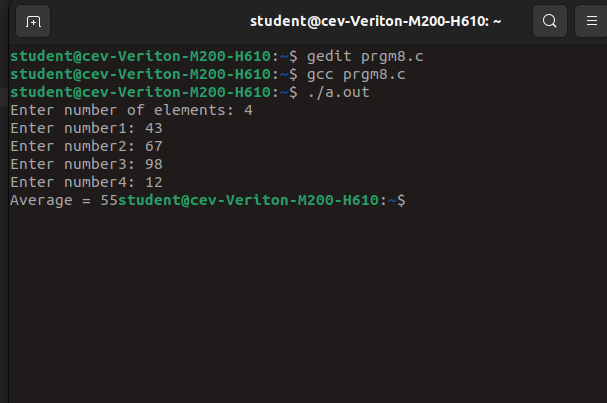 student@cev-Veriton-M200-H610: ~
student@cev-Veriton-M200-H610:~$ gedit prgm8.c
student@cev-Veriton-M200-H610:~$ gcc prgm8.c
student@cev-Veriton-M200-H610:~$ ./a.out
Enter number of elements: 4
Enter number1: 43
Enter number2: 67
Enter number3: 98
Enter number4: 12
Average = 55student@cev-Veriton-M200-H610:~$